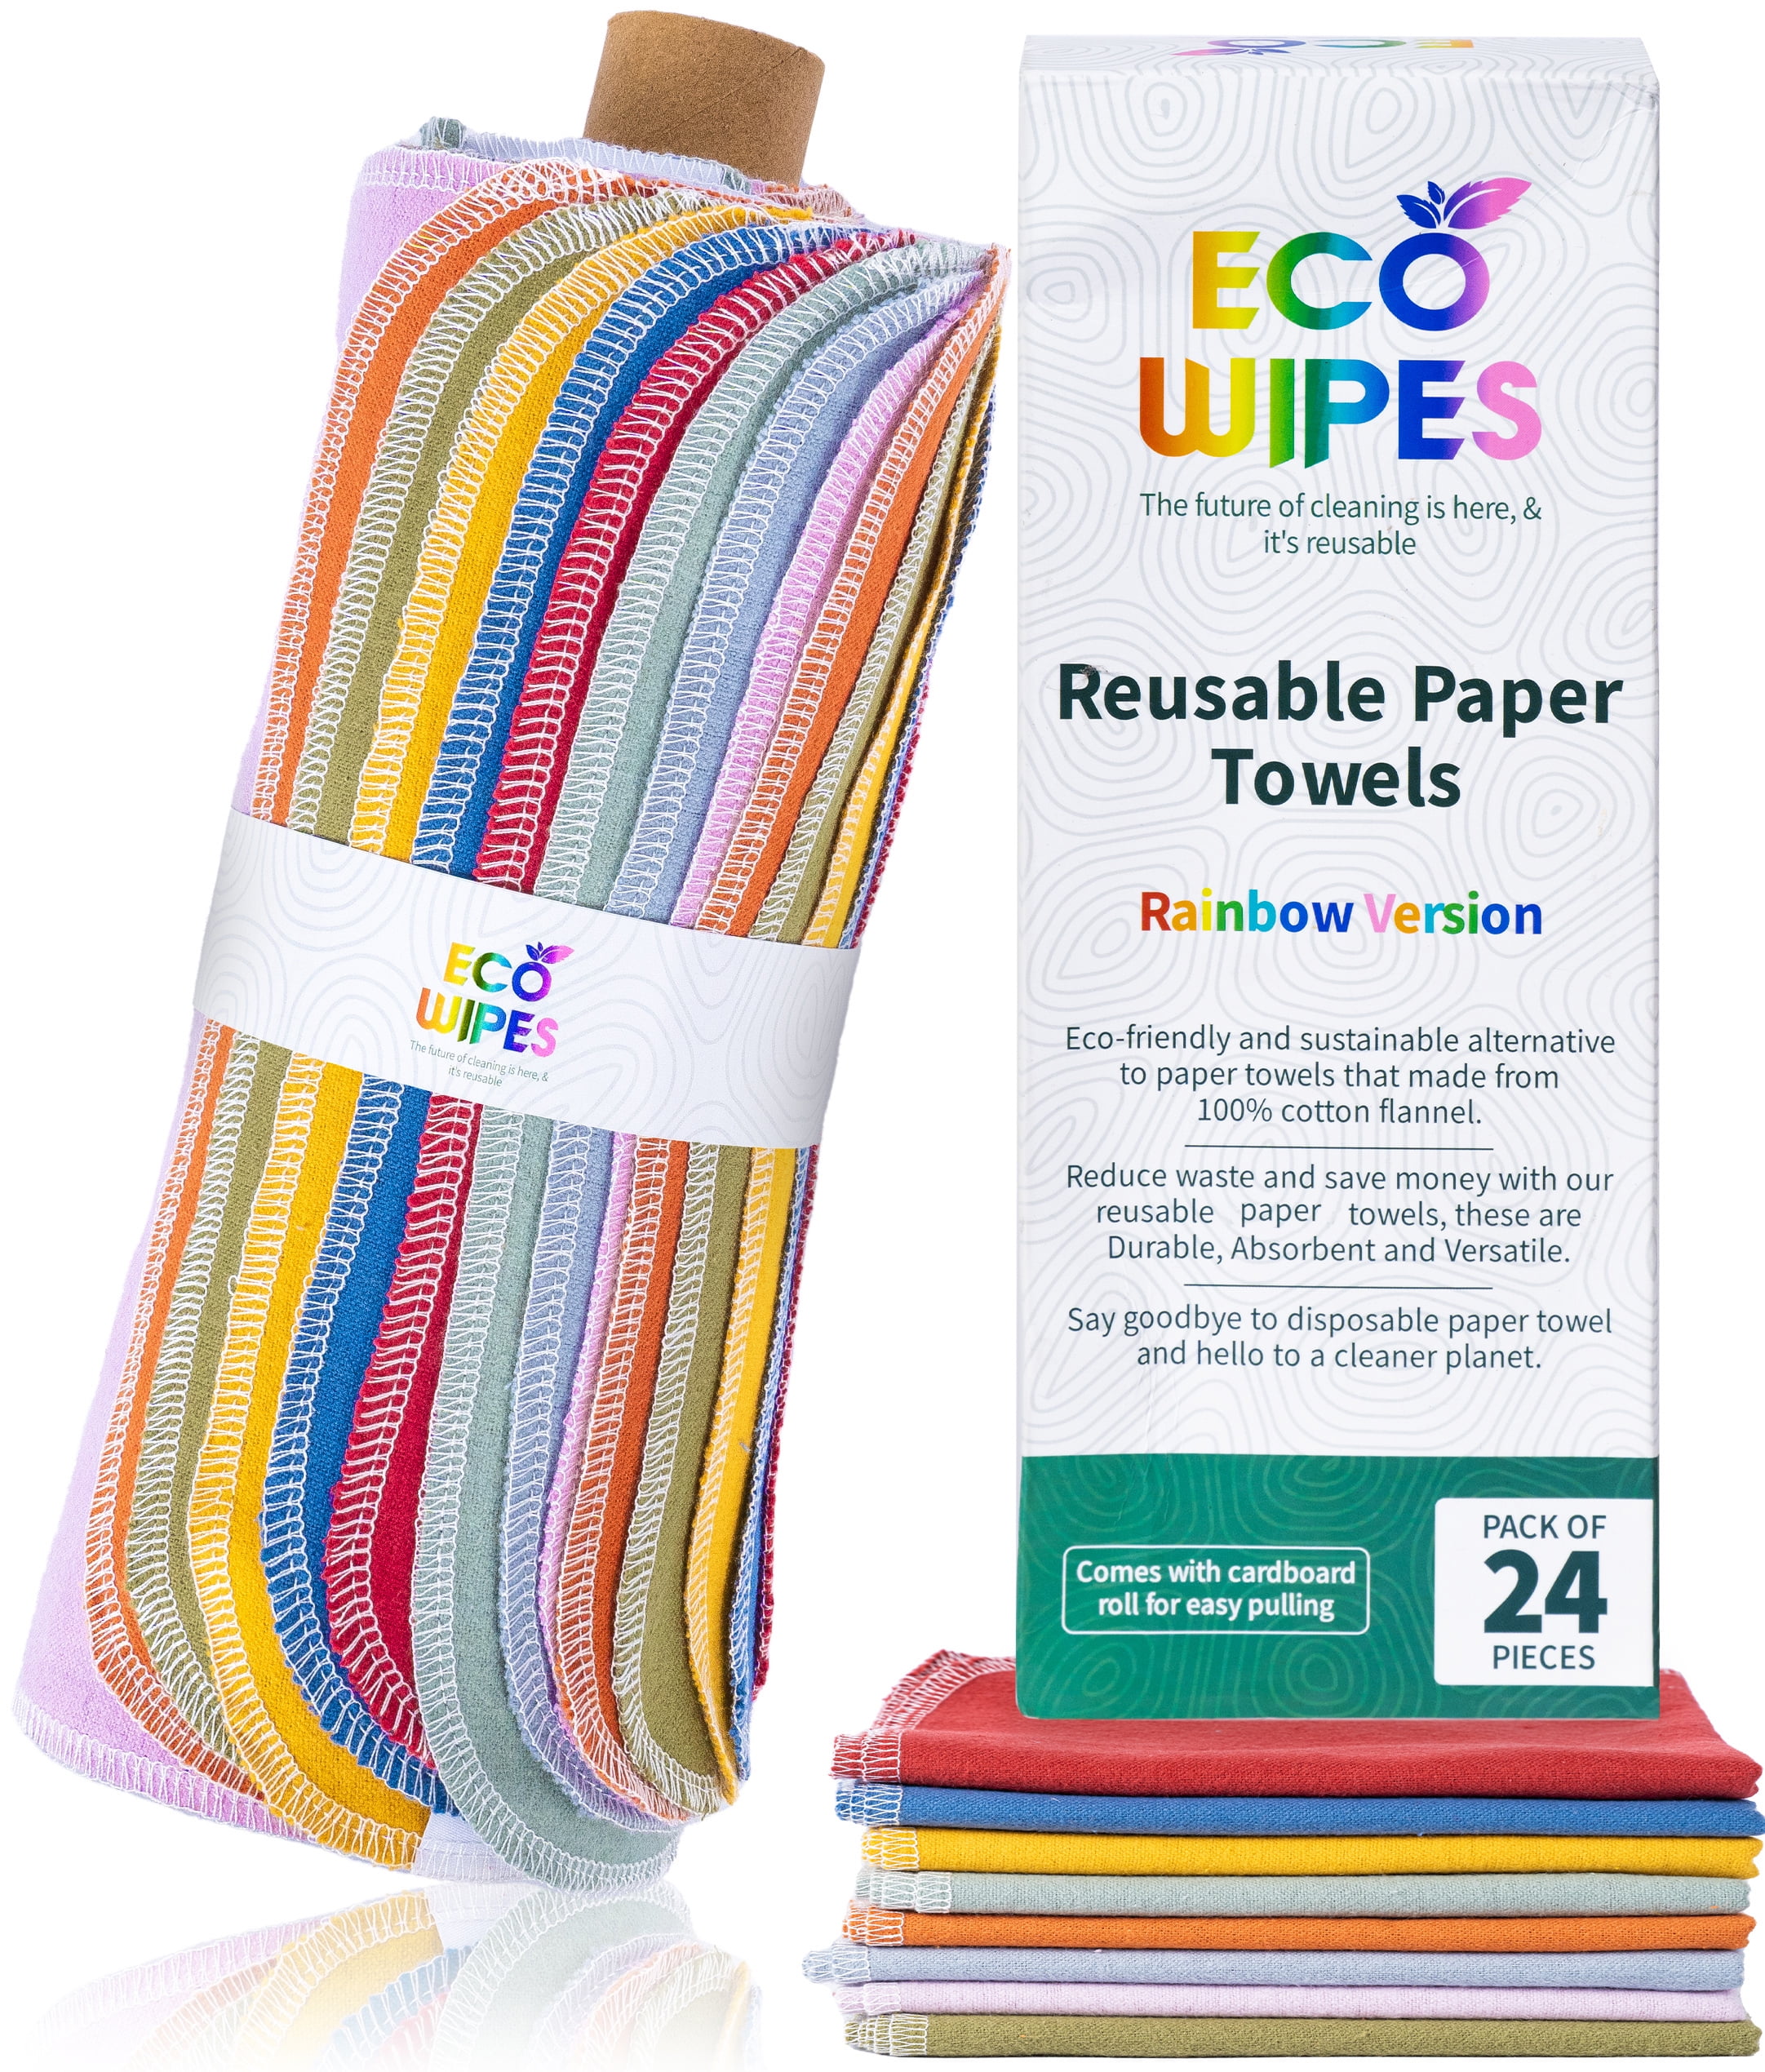 ECO
WIPES
The future of cleaning is here, &
it's reusable
ECO
ECO
WIPES
The future of cleaning is here, &
it's reusable
Reusable Paper
Towels
Rainbow Version
Eco-friendly and sustainable alternative
to paper towels that made from
100% cotton flannel.
Reduce waste and save money with our
reusable paper towels, these are
Durable, Absorbent and Versatile.
Say goodbye to disposable paper towel
and hello to a cleaner planet.
Comes with cardboard
roll for easy pulling
PACK OF
24
PIECES